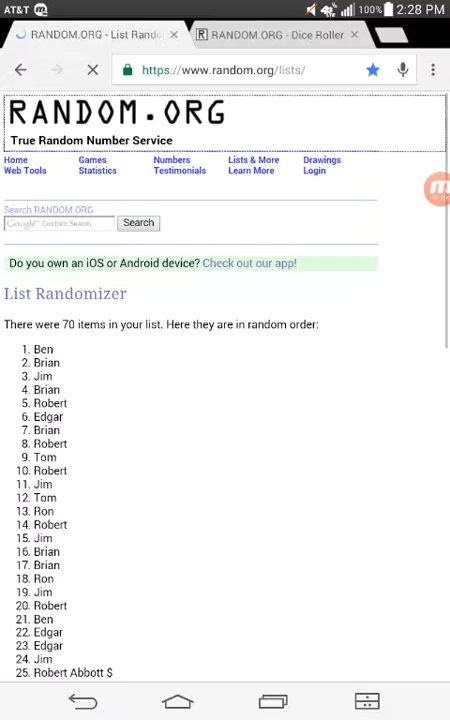 AT&T 100% 2:28 PM
RANDOM.ORG - List Rando RANDOM.ORG - Dice Roller
https://www.random.org/lists/
RANDOM.ORG
True Random Number Service
Home Games Numbers Lists & More Drawings
Web Tools Statistics Testimonials Learn More Login
Search RANDOM.ORG
Google Custom Search Search
Do you own an iOS or Android device? Check out our app!
List Randomizer
There were 70 items in your list. Here they are in random order:
1. Ben
2. Brian
3. Jim
4. Brian
5. Robert
6. Edgar
7. Brian
8. Robert
9. Tom
10. Robert
11. Jim
12. Tom
13. Ron
14. Robert
15. Jim
16. Brian
17. Brian
18. Ron
19. Jim
20. Robert
21. Ben
22. Edgar
23. Edgar
24. Jim
25. Robert Abbott $